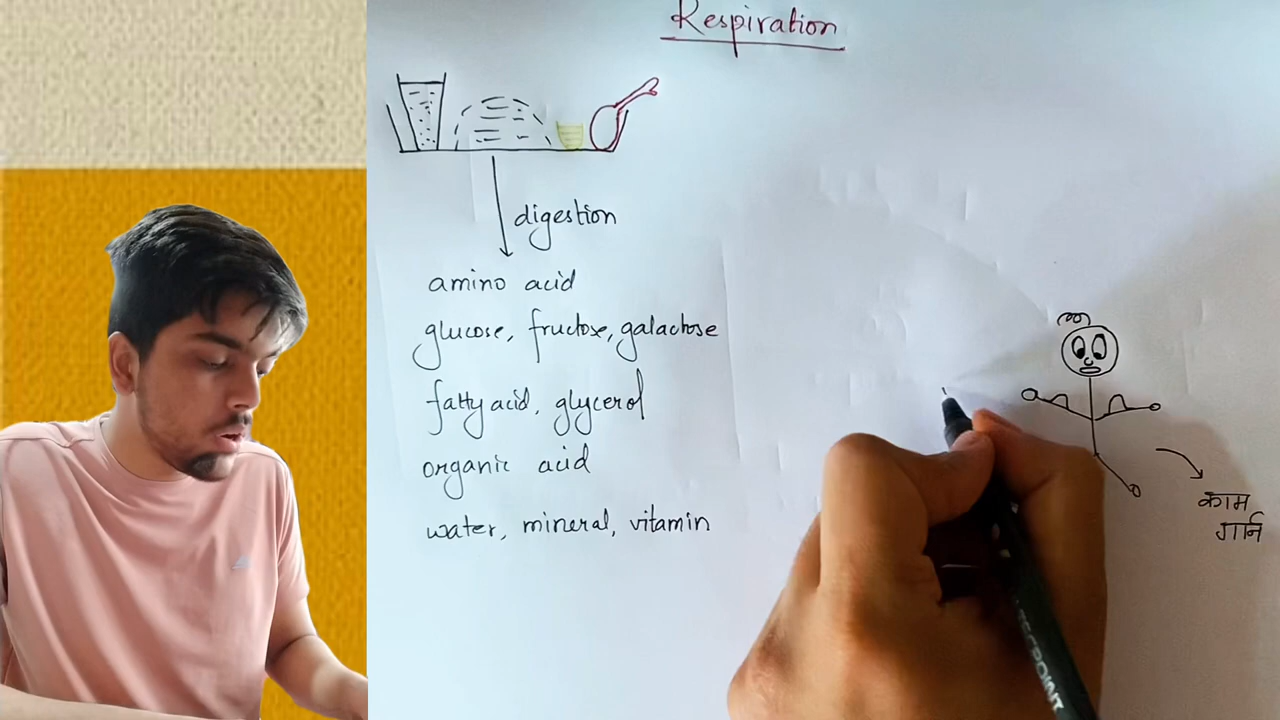 Respiration
digestion
amino acid
glucose, fructose, galactose
fatty acid, glycerol
organic acid
water, mineral, vitamin
काम
गार्न